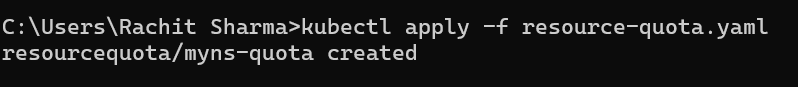 C:\Users\Rachit Sharma>kubectl apply -f resource-quota.yaml
resourcequota/myns-quota created